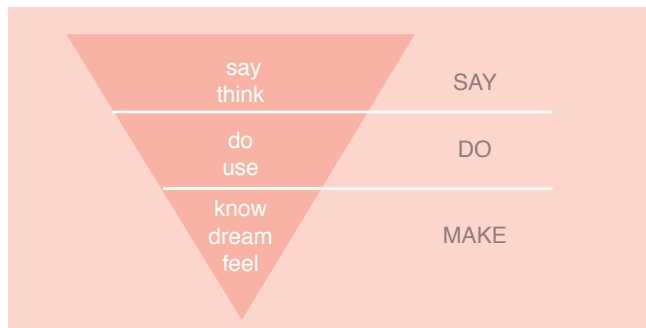 say
think
SAY
do
use
DO
know
dream
feel
MAKE